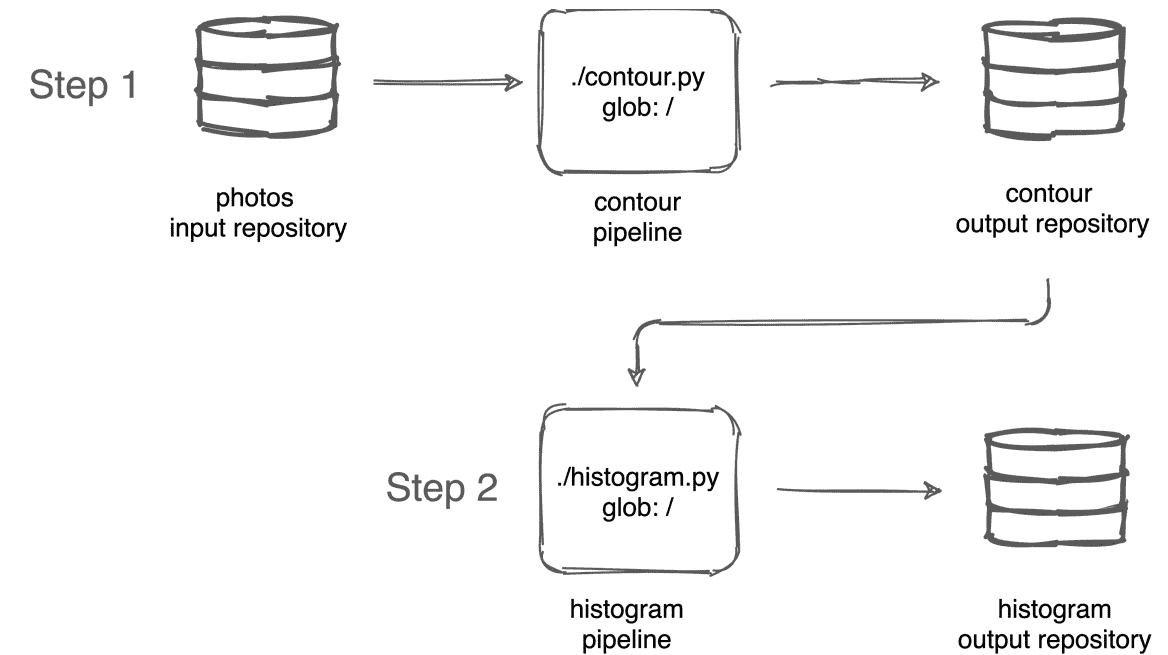 Step 1
./contour.py
glob: /
photos
input repository
contour
pipeline
contour
output repository
Step 2
./histogram.py
glob: /
histogram
pipeline
histogram
output repository